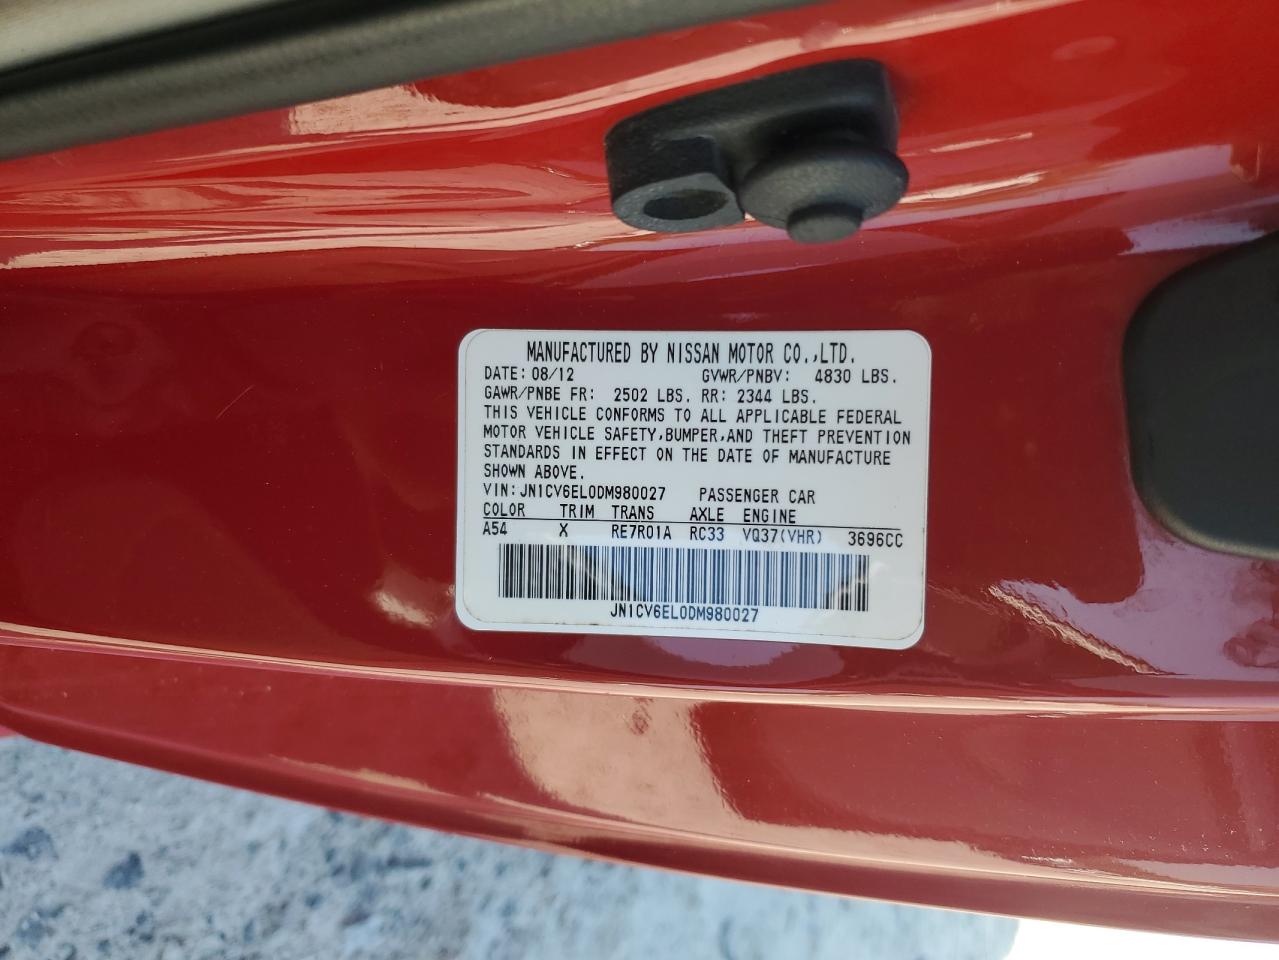 MANUFACTURED BY NISSAN MOTOR CO.,LTD.
DATE: 08/12 GVWR/PNBV: 4830 LBS.
GAWR/PNBE FR: 2502 LBS. RR: 2344 LBS.
THIS VEHICLE CONFORMS TO ALL APPLICABLE FEDERAL
MOTOR VEHICLE SAFETY,BUMPER,AND THEFT PREVENTION
STANDARDS IN EFFECT ON THE DATE OF MANUFACTURE
SHOWN ABOVE.
VIN:JN1CV6EL0DM980027 PASSENGER CAR
COLOR TRIM TRANS AXLE ENGINE
A54 X RE7R01A RC33 VQ37(VHR) 3696CC
JN1CV6EL0DM980027